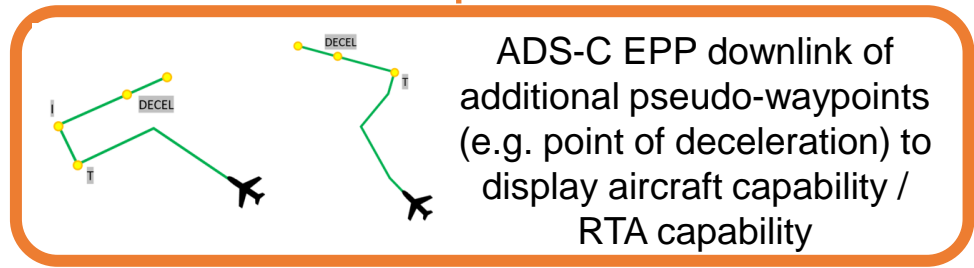 DECEL
T
I
DECEL
T
ADS-C EPP downlink of
additional pseudo-waypoints
(e.g. point of deceleration) to
display aircraft capability /
RTA capability